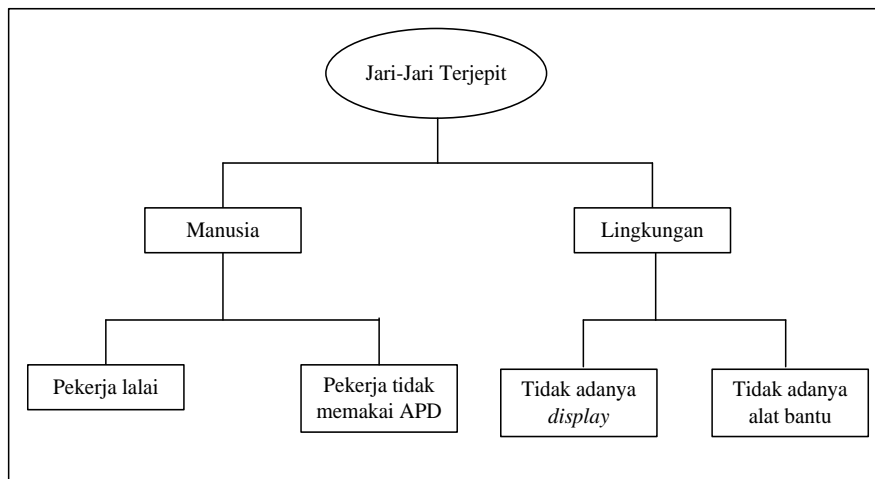 Jari-Jari Terjepit
Manusia
Lingkungan
Pekerja lalai
Pekerja tidak
memakai APD
Tidak adanya
display
Tidak adanya
alat bantu